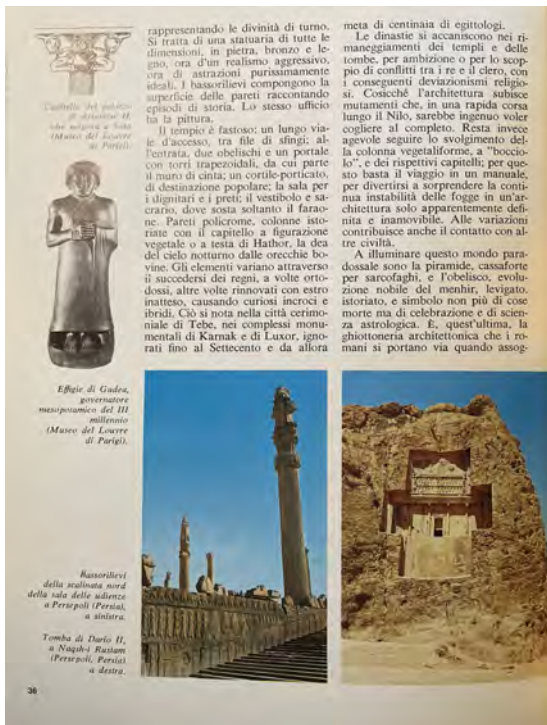 rappresentando le divinità di turno.
Si tratta di una statuaria di tutte le
dimensioni, in pietra, bronzo e le-
gno, ora d'un realismo aggressivo,
ora di astrazioni purissimamente
ideali. I bassorilievi compongono la
superficie delle pareti raccontando
episodi di storia. Lo stesso ufficio
ha la pittura.
Il tempio è fastoso: un lungo via-
le d'accesso, tra file di sfingi; al-
l'entrata, due obelischi e un portale
con torri trapezoidali, da cui parte
il muro di cinta; un cortile-porticato,
di destinazione popolare; la sala per
i dignitari e i preti; il vestibolo e sa-
crario, dove sosta soltanto il farao-
ne. Pareti policrome, colonne isto-
riate con il capitello a figurazione
vegetale o a testa di Hathor, la dea
del cielo notturno dalle orecchie bo-
vine. Gli elementi variano attraverso
il succedersi dei regni, a volte orto-
dossi, altre volte rinnovati con estro
inatteso, causando curiosi incroci e
ibridi. Ciò si nota nella città cerimo-
niale di Tebe, nei complessi monu-
mentali di Karnak e di Luxor, igno-
rati fino al Settecento e da allora
meta di centinaia di egittologi.
Le dinastie si accaniscono nei ri-
maneggiamenti dei templi e delle
tombe, per ambizione o per lo scop-
pio di conflitti tra i re e il clero, con
i conseguenti deviazionismi religio-
si. Cosicché l'architettura subisce
mutamenti che, in una rapida corsa
lungo il Nilo, sarebbe ingenuo voler
cogliere al completo. Resta invece
agevole seguire lo svolgimento del-
la colonna vegetaliforme, a "boccio-
lo", e dei rispettivi capitelli; per que-
sto basta il viaggio in un manuale,
per divertirsi a sorprendere la conti-
nua instabilità delle fogge in un'ar-
chitettura solo apparentemente defi-
nita e inamovibile. Alle variazioni
contribuisce anche il contatto con al-
tre civiltà.
A illuminare questo mondo para-
dossale sono la piramide, cassaforte
per sarcofaghi, e l'obelisco, evolu-
zione nobile del menhir, levigato,
istoriato, e simbolo non più di cose
morte ma di celebrazione e di scien-
za astrologica. È, quest'ultima, la
ghiottoneria architettonica che i ro-
mani si portano via quando assog-
Capitello del palazzo
di Artaserse II,
(Museo del Louvre
di Parigi).
Effigie di Gudea,
governatore
mesopotamico del III
millennio
(Museo del Louvre
di Parigi).
Bassorilievi
della scalinata nord
della sala delle udienze
a Persepoli (Persia),
a sinistra.
Tomba di Dario II,
a Naqsh-i Rustam
(Persepoli, Persia)
a destra.
36